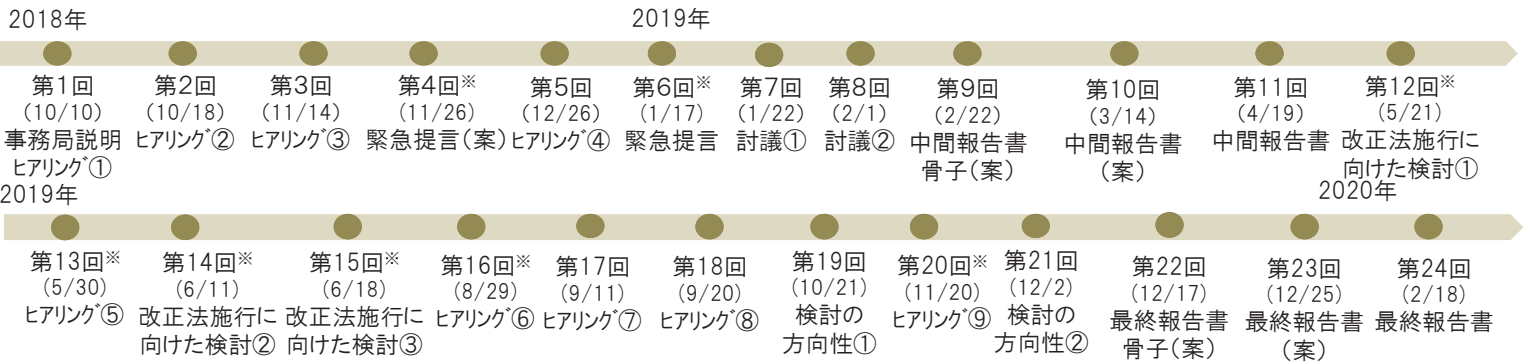 2018年
2019年
第1回
(10/10)
事務局説明
ﾋｱﾘﾝｸﾞ①
第2回
(10/18)
ﾋｱﾘﾝｸﾞ②
第3回
(11/14)
ﾋｱﾘﾝｸﾞ③
第4回※
(11/26)
緊急提言(案)
第5回
(12/26)
ﾋｱﾘﾝｸﾞ④
第6回※
(1/17)
緊急提言
第7回
(1/22)
討議①
第8回
(2/1)
討議②
第9回
(2/22)
中間報告書
骨子(案)
第10回
(3/14)
中間報告書
(案)
第11回
(4/19)
中間報告書
第12回※
(5/21)
改正法施行に
向けた検討①
2019年
2020年
第13回※
(5/30)
ﾋｱﾘﾝｸﾞ⑤
第14回※
(6/11)
改正法施行に
向けた検討②
第15回※
(6/18)
改正法施行に
向けた検討③
第16回※
(8/29)
ﾋｱﾘﾝｸﾞ⑥
第17回
(9/11)
ﾋｱﾘﾝｸﾞ⑦
第18回
(9/20)
ﾋｱﾘﾝｸﾞ⑧
第19回
(10/21)
検討の
方向性①
第20回※
(11/20)
ﾋｱﾘﾝｸﾞ⑨
第21回
(12/2)
検討の
方向性②
第22回
(12/17)
最終報告書
骨子(案)
第23回
(12/25)
最終報告書
(案)
第24回
(2/18)
最終報告書